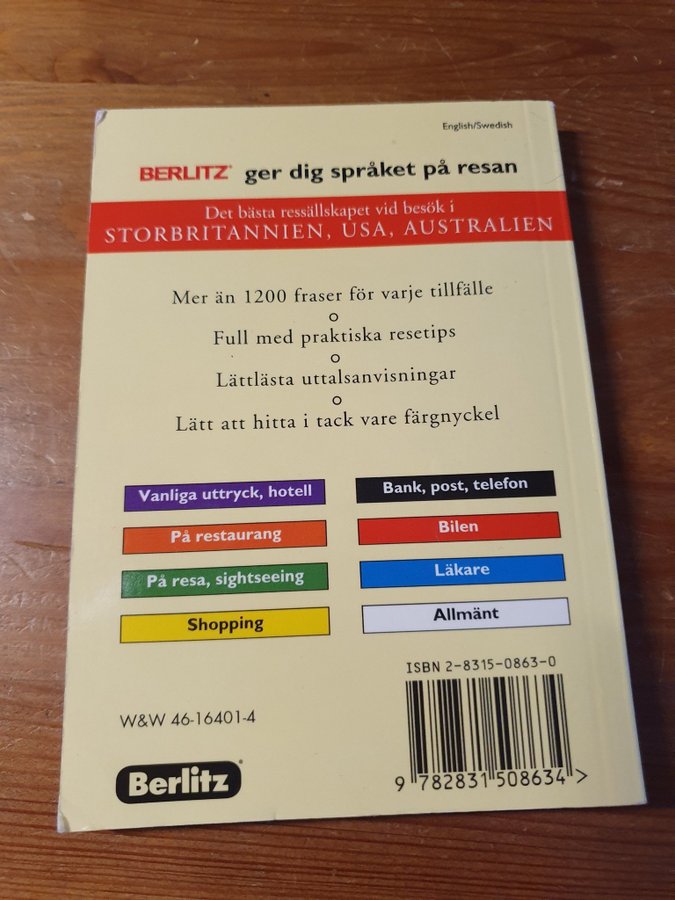 English/Swedish
BERLITZ® ger dig språket på resan
Det bästa ressällskapet vid besök i
STORBRITANNIEN, USA, AUSTRALIEN
Mer än 1200 fraser för varje tillfälle
Full med praktiska resetips
Lättlästa uttalsanvisningar
Lätt att hitta i tack vare färgnyckel
Vanliga uttryck, hotell
På restaurang
På resa, sightseeing
Shopping
Bank, post, telefon
Bilen
Läkare
Allmänt
ISBN 2-8315-0863-0
W&W 46-16401-4
Berlitz®
9 782831 508634 >